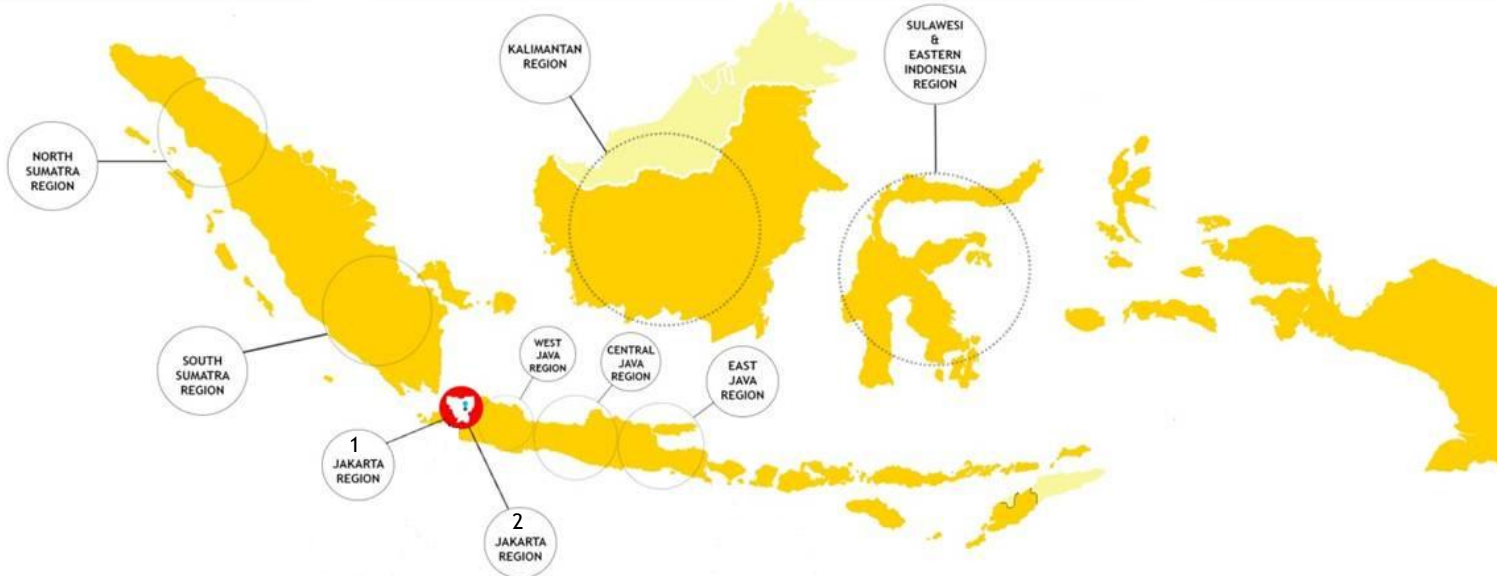 KALIMANTAN
REGION
SULAWESI
&
EASTERN
INDONESIA
REGION
NORTH
SUMATRA
REGION
SOUTH
SUMATRA
REGION
WEST
JAVA
REGION
CENTRAL
JAVA
REGION
EAST
JAVA
REGION
1
JAKARTA
REGION
2
JAKARTA
REGION